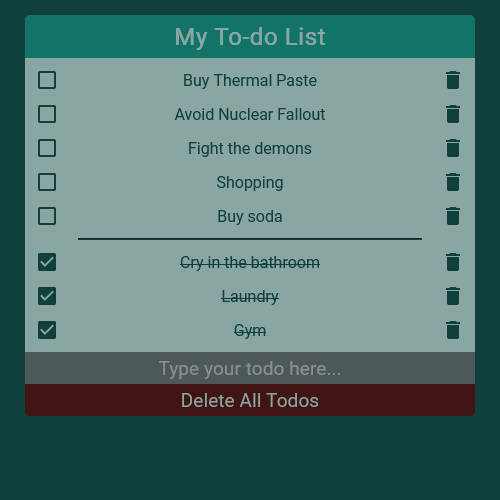 My To-do List
Buy Thermal Paste
Avoid Nuclear Fallout
Fight the demons
Shopping
Buy soda
Cry in the bathroom
Laundry
Gym
Type your todo here...
Delete All Todos